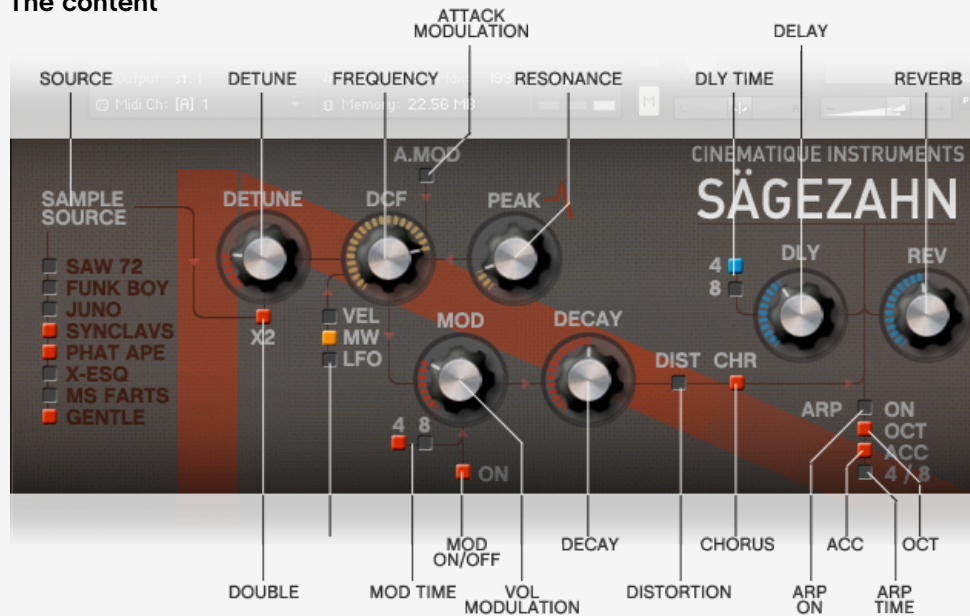 The content
ATTACK
MODULATION
DELAY
SOURCE
DETUNE
FREQUENCY
RESONANCE
DLY TIME
REVERB
Output: st. 1
Midi Ch: [A] 1
Memory: 22.56 MB
M
L
R
A.MOD
CINEMATIQUE INSTRUMENTS
SÄGEZAHN
SAMPLE
SOURCE
DETUNE
DCF
PEAK
DLY
REV
SAW 72
FUNK BOY
JUNO
SYNCLAVS
PHAT APE
X-ESQ
MS FARTS
GENTLE
X2
VEL
MW
LFO
4
8
MOD
DECAY
DIST
CHR
4
8
ON
ARP
ON
OCT
ACC
4 / 8
MOD
ON/OFF
DECAY
CHORUS
ACC
OCT
DOUBLE
MOD TIME
VOL
MODULATION
DISTORTION
ARP
ON
ARP
TIME